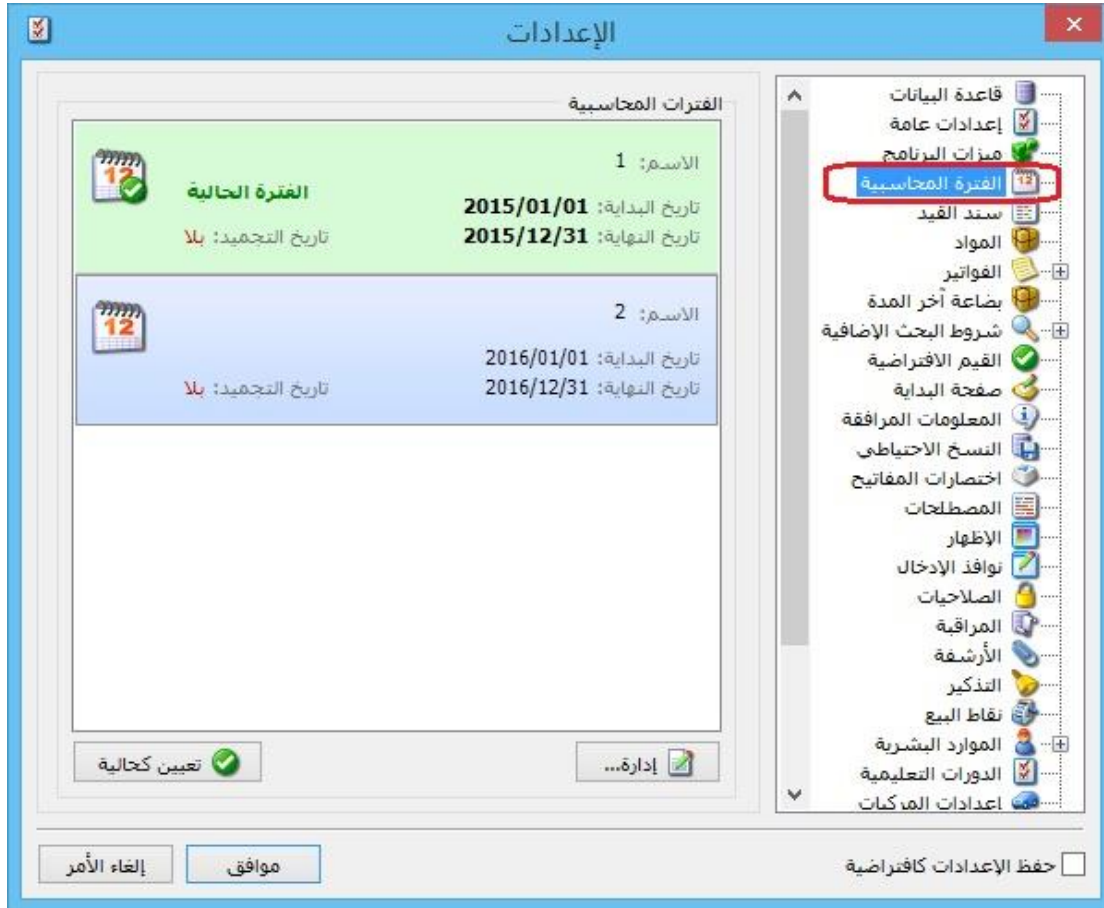 الإعدادات
قاعدة البيانات
إعدادات عامة
ميزات البرنامج
الفترة المحاسبية
سند القيد
المواد
الفواتير
بضاعة آخر المدة
شروط البحث الإضافية
القيم الافتراضية
صفحة البداية
المعلومات المرافقة
النسخ الاحتياطي
اختصارات المفاتيح
المصطلحات
الإظهار
نوافذ الإدخال
الصلاحيات
المراقبة
الأرشفة
التذكير
نقاط البيع
الموارد البشرية
الدورات التعليمية
إعدادات المركبات
الفترات المحاسبية
الاسم: 1
الفترة الحالية
تاريخ البداية: 2015/01/01
تاريخ النهاية: 2015/12/31 تاريخ التجميد: بلا
الاسم: 2
تاريخ البداية: 2016/01/01
تاريخ النهاية: 2016/12/31 تاريخ التجميد: بلا
إدارة... تعيين كحالية
حفظ الإعدادات كافتراضية موافق إلغاء الأمر